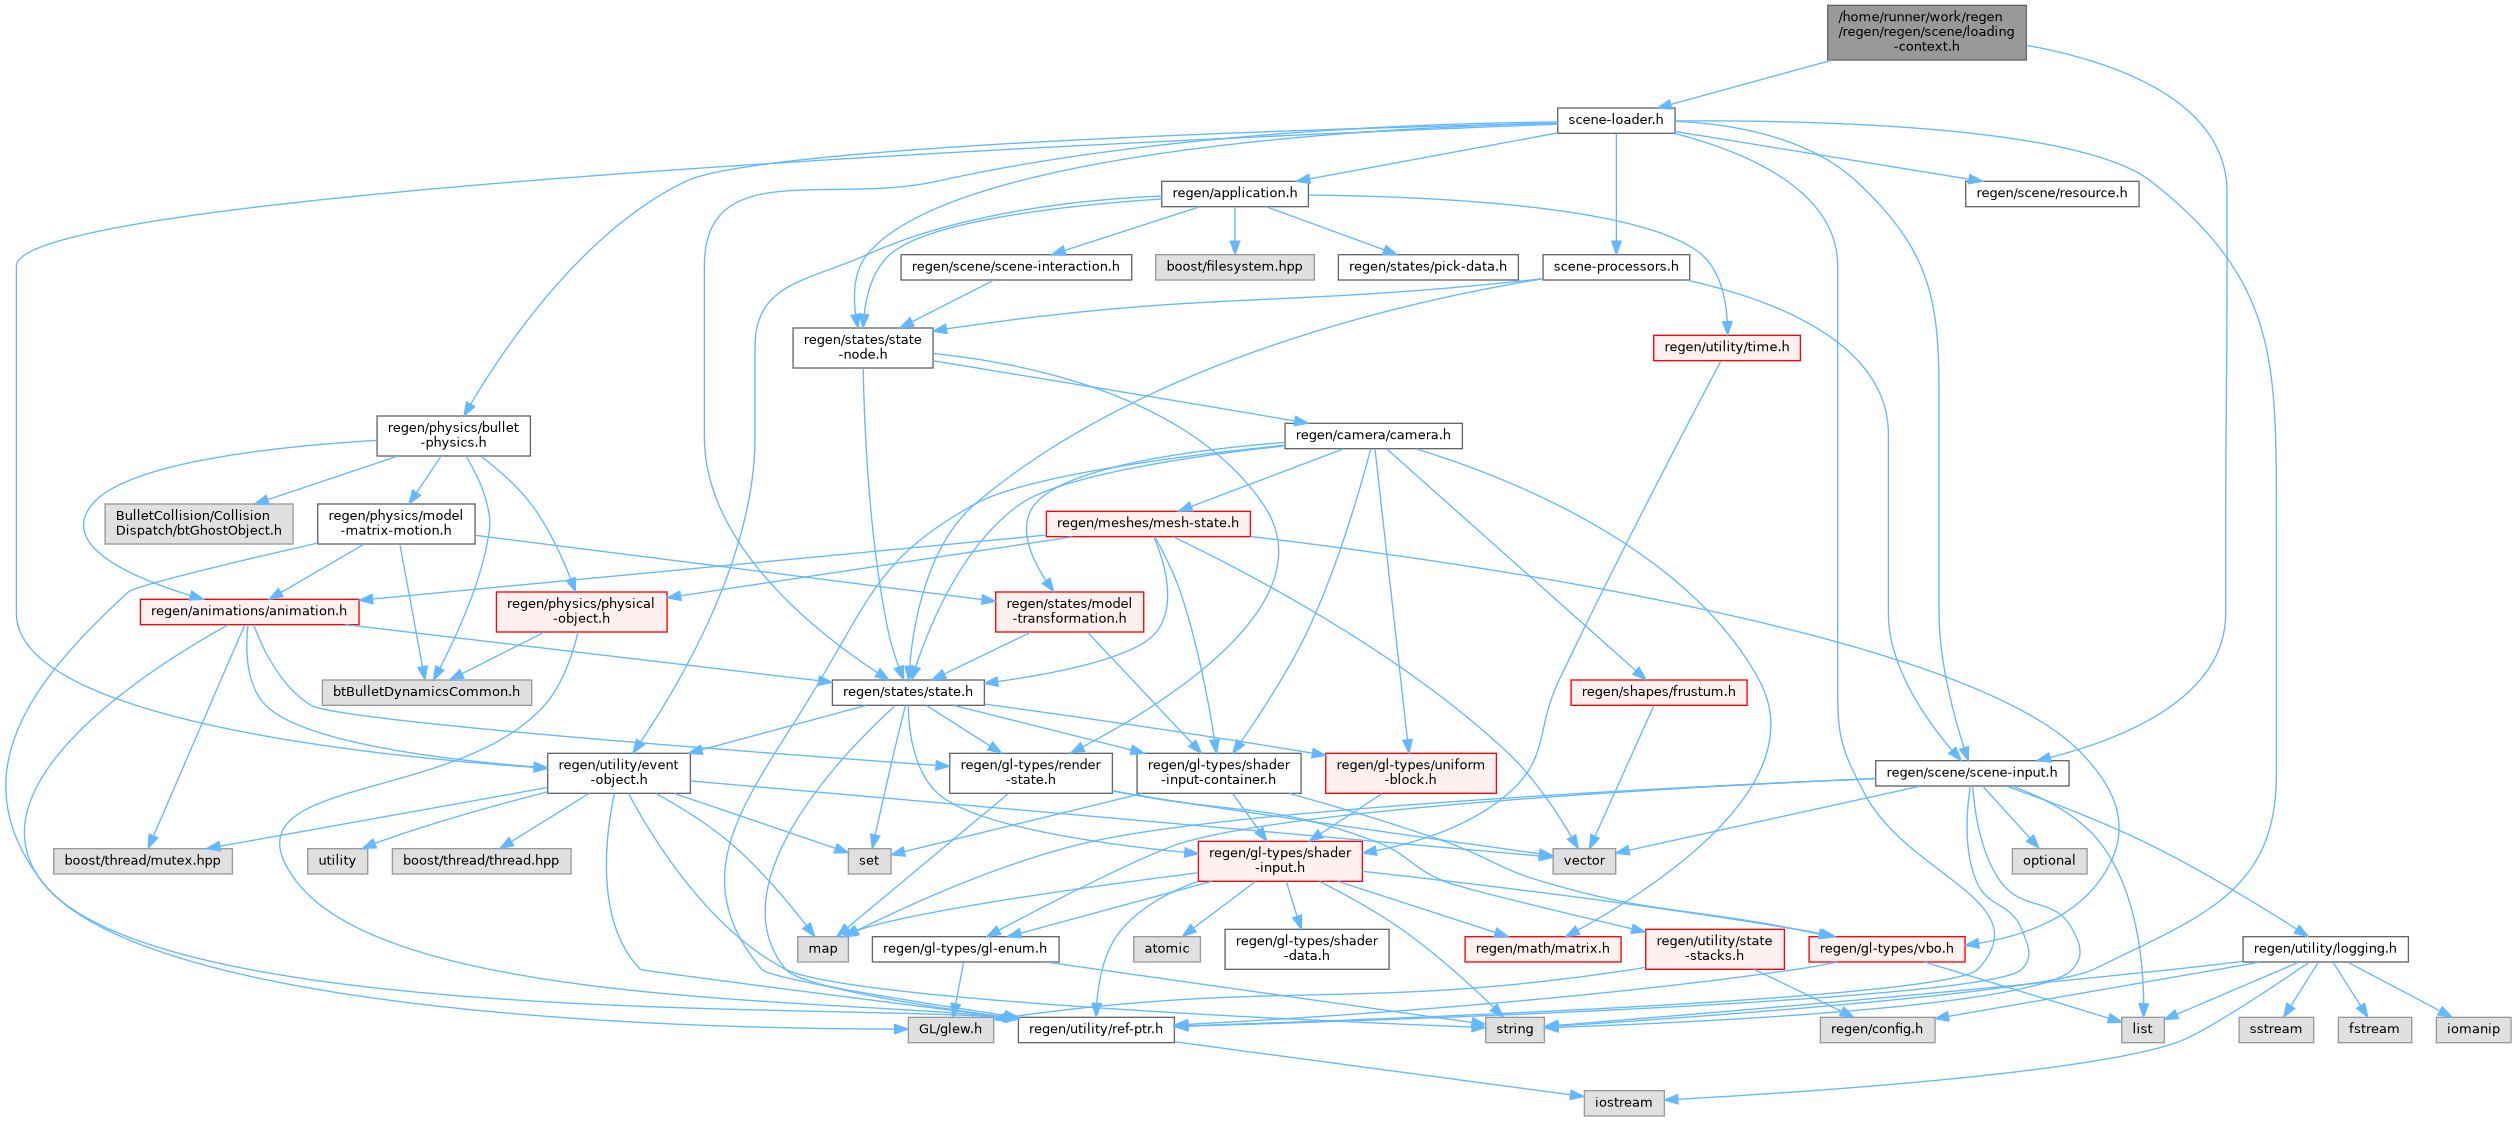 /home/runner/work/regen
/regen/regen/scene/loading
-context.h
scene-loader.h
regen/application.h
regen/scene/resource.h
regen/scene/scene-interaction.h
boost/filesystem.hpp
regen/states/pick-data.h
scene-processors.h
regen/states/state
-node.h
regen/utility/time.h
regen/physics/bullet
-physics.h
regen/camera/camera.h
BulletCollision/Collision
Dispatch/btGhostObject.h
regen/physics/model
-matrix-motion.h
regen/meshes/mesh-state.h
regen/animations/animation.h
regen/physics/physical
-object.h
regen/states/model
-transformation.h
btBulletDynamicsCommon.h
regen/states/state.h
regen/shapes/frustum.h
regen/utility/event
-object.h
regen/gl-types/render
-state.h
regen/gl-types/shader
-input-container.h
regen/gl-types/uniform
-block.h
regen/scene/scene-input.h
boost/thread/mutex.hpp
utility
boost/thread/thread.hpp
set
regen/gl-types/shader
-input.h
vector
optional
map
regen/gl-types/gl-enum.h
atomic
regen/gl-types/shader
-data.h
regen/math/matrix.h
regen/utility/state
-stacks.h
regen/gl-types/vbo.h
regen/utility/logging.h
GL/glew.h
regen/utility/ref-ptr.h
string
regen/config.h
list
sstream
fstream
iomanip
iostream